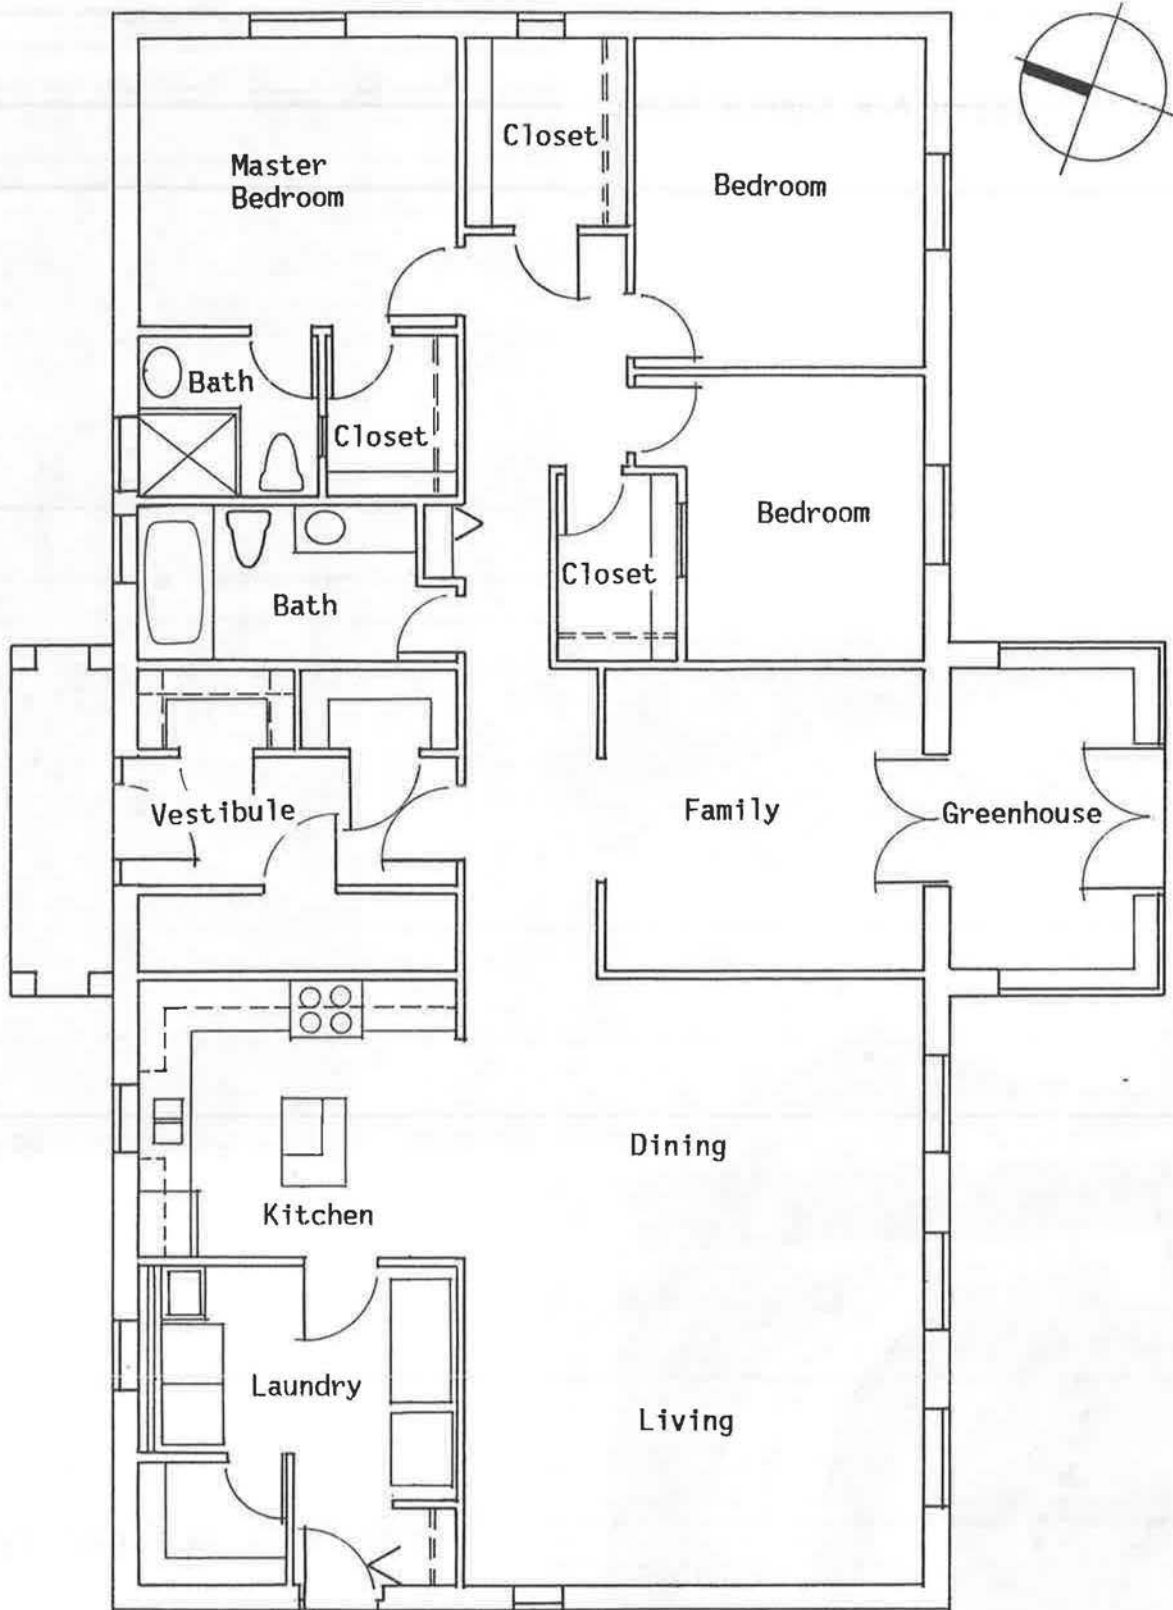 Closet
Master
Bedroom
Bedroom
Bath
Closet
Bedroom
Closet
Bath
Vestibule
Family
Greenhouse
Dining
Kitchen
Laundry
Living